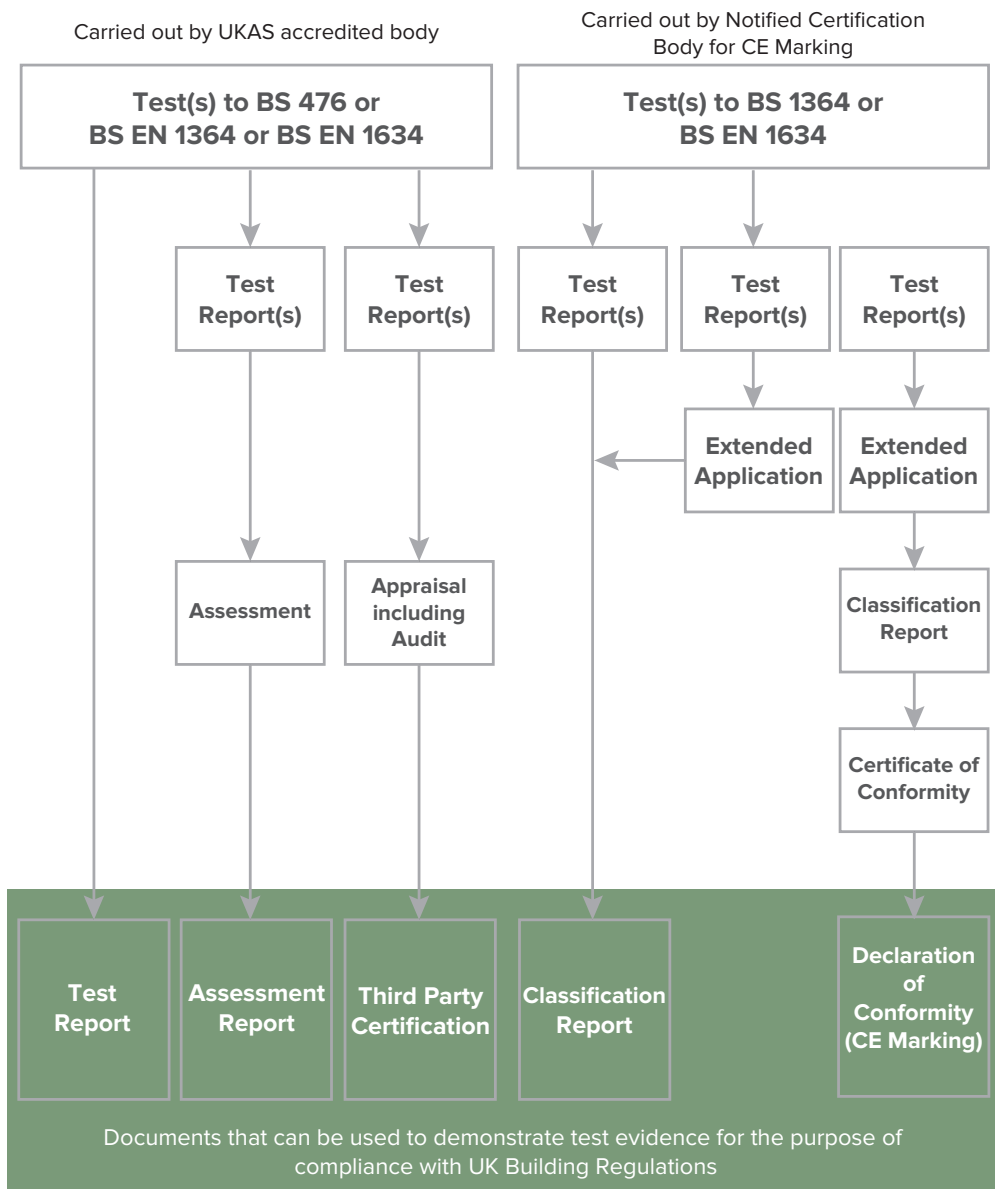 Carried out by UKAS accredited body
Carried out by Notified Certification
Body for CE Marking
Test(s) to BS 476 or
BS EN 1364 or BS EN 1634
Test(s) to BS 1364 or
BS EN 1634
Test
Report(s)
Test
Report(s)
Test
Report(s)
Test
Report(s)
Test
Report(s)
Extended
Application
Extended
Application
Assessment
Appraisal
including
Audit
Classification
Report
Certificate of
Conformity
Test
Report
Assessment
Report
Third Party
Certification
Classification
Report
Declaration
of
Conformity
(CE Marking)
Documents that can be used to demonstrate test evidence for the purpose of
compliance with UK Building Regulations